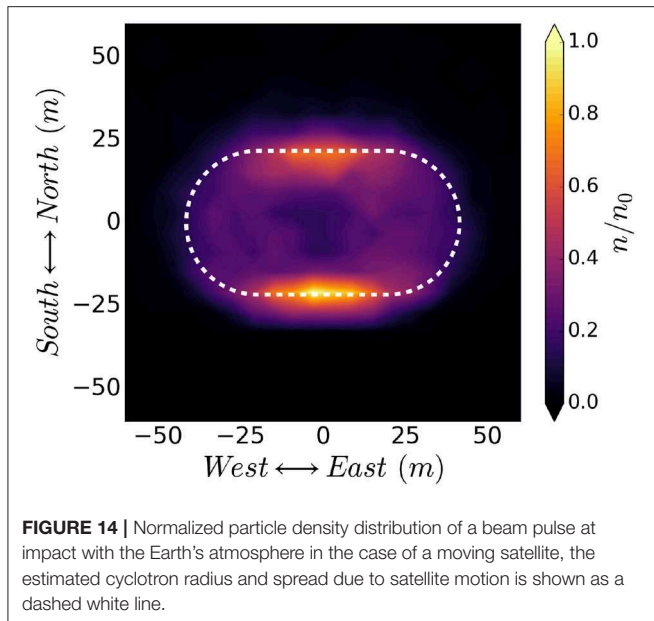 50
25
0
−25
−50
South ⟷ North (m)
−50 −25 0 25 50
West ⟷ East (m)
1.0
0.8
0.6
0.4
0.2
0.0
n/n₀
FIGURE 14 | Normalized particle density distribution of a beam pulse at
impact with the Earth's atmosphere in the case of a moving satellite, the
estimated cyclotron radius and spread due to satellite motion is shown as a
dashed white line.